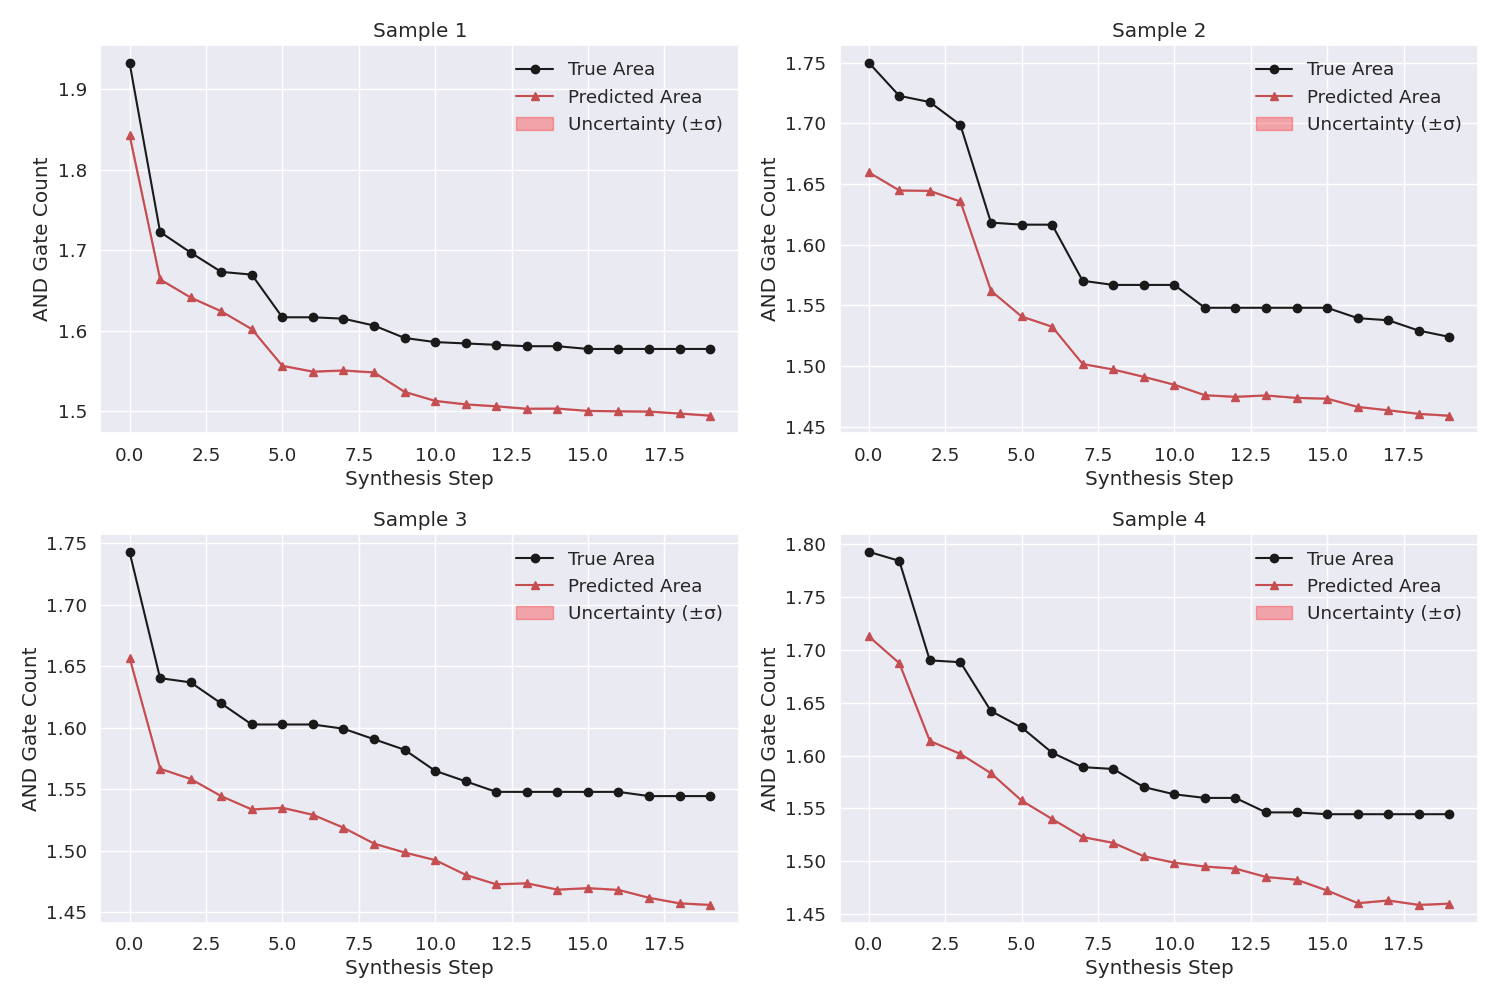 Sample 1
True Area
Predicted Area
Uncertainty (±σ)
AND Gate Count
1.9
1.8
1.7
1.6
1.5
0.0 2.5 5.0 7.5 10.0 12.5 15.0 17.5
Synthesis Step
Sample 2
True Area
Predicted Area
Uncertainty (±σ)
AND Gate Count
1.75
1.70
1.65
1.60
1.55
1.50
1.45
0.0 2.5 5.0 7.5 10.0 12.5 15.0 17.5
Synthesis Step
Sample 3
True Area
Predicted Area
Uncertainty (±σ)
AND Gate Count
1.75
1.70
1.65
1.60
1.55
1.50
1.45
0.0 2.5 5.0 7.5 10.0 12.5 15.0 17.5
Synthesis Step
Sample 4
True Area
Predicted Area
Uncertainty (±σ)
AND Gate Count
1.80
1.75
1.70
1.65
1.60
1.55
1.50
1.45
0.0 2.5 5.0 7.5 10.0 12.5 15.0 17.5
Synthesis Step